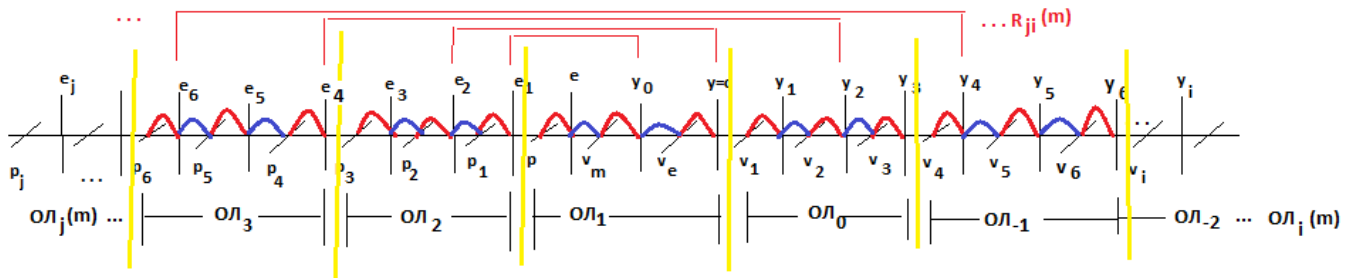 ... ... R_ji (m)
e_j e_6 e_5 e_4 e_3 e_2 e_1 e y_0 y=0 y_1 y_2 y_3 y_4 y_5 y_6 y_i
...
p_j ... p_6 p_5 p_4 p_3 p_2 p_1 p v_m v_e v_1 v_2 v_3 v_4 v_5 v_6 v_i
ОЛ_j (m) ... ОЛ_3 ОЛ_2 ОЛ_1 ОЛ_0 ОЛ_-1 ОЛ_-2 ... ОЛ_i (m)